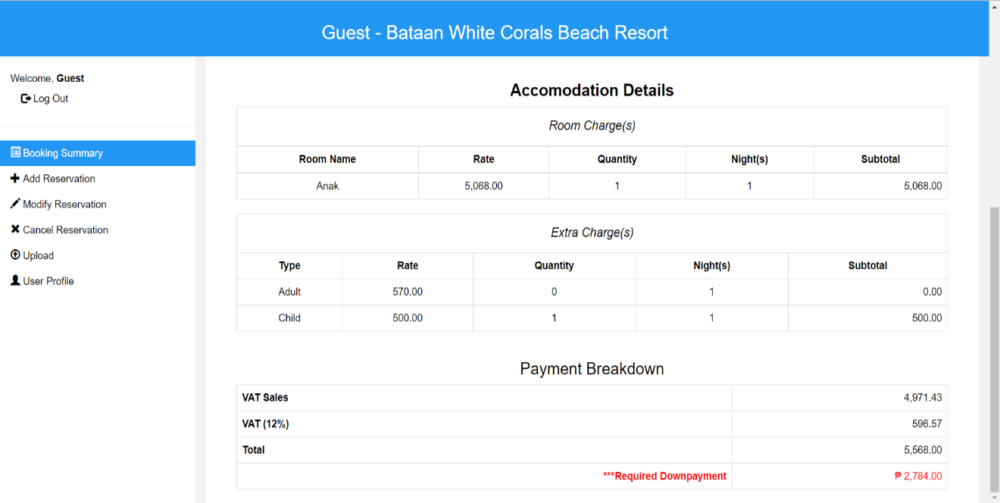 Guest - Bataan White Corals Beach Resort
Welcome, Guest
Log Out
Booking Summary
Add Reservation
Modify Reservation
Cancel Reservation
Upload
User Profile
Accomodation Details
Room Charge(s)
Room Name Rate Quantity Night(s) Subtotal
Anak 5,068.00 1 1 5,068.00
Extra Charge(s)
Type Rate Quantity Night(s) Subtotal
Adult 570.00 0 1 0.00
Child 500.00 1 1 500.00
Payment Breakdown
VAT Sales 4,971.43
VAT (12%) 596.57
Total 5,568.00
***Required Downpayment ₱ 2,784.00